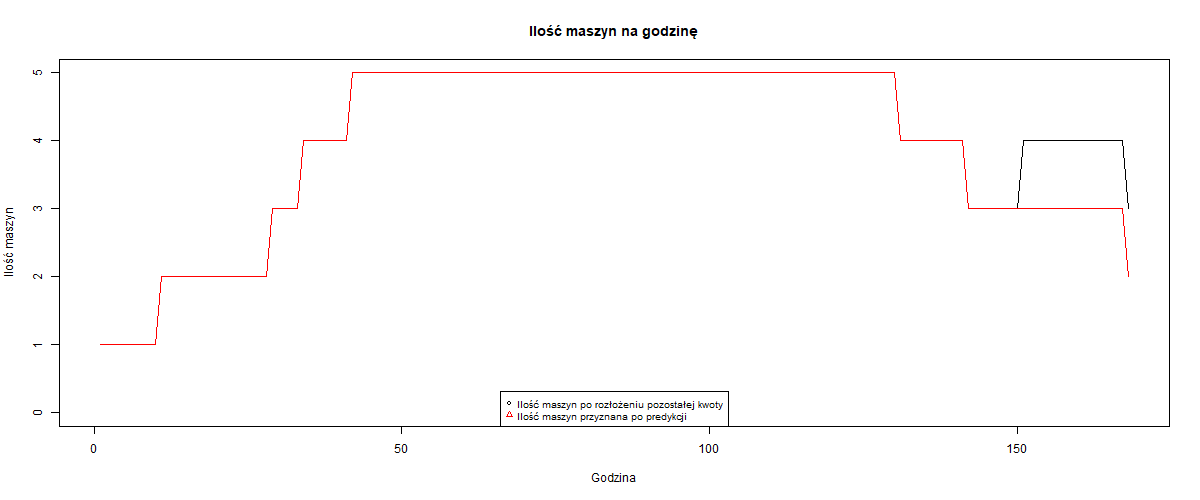 Ilość maszyn na godzinę
Ilość maszyn
5
4
3
2
1
0
Ilość maszyn po rozłożeniu pozostałej kwoty
Ilość maszyn przyznana po predykcji
0 50 100 150
Godzina